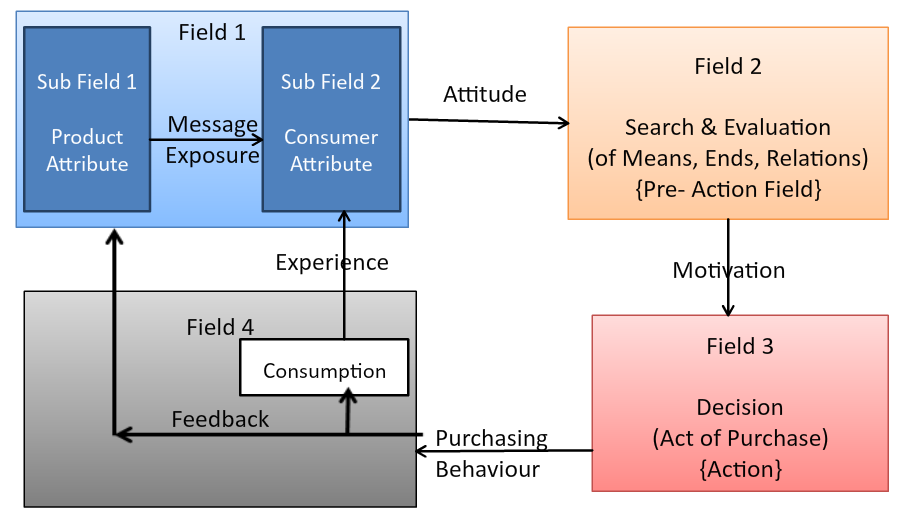 Field 1
Sub Field 1
Product
Attribute
Message
Exposure
Sub Field 2
Consumer
Attribute
Attitude
Field 2
Search & Evaluation
(of Means, Ends, Relations)
{Pre- Action Field}
Motivation
Field 3
Decision
(Act of Purchase)
{Action}
Purchasing
Behaviour
Field 4
Consumption
Feedback
Experience